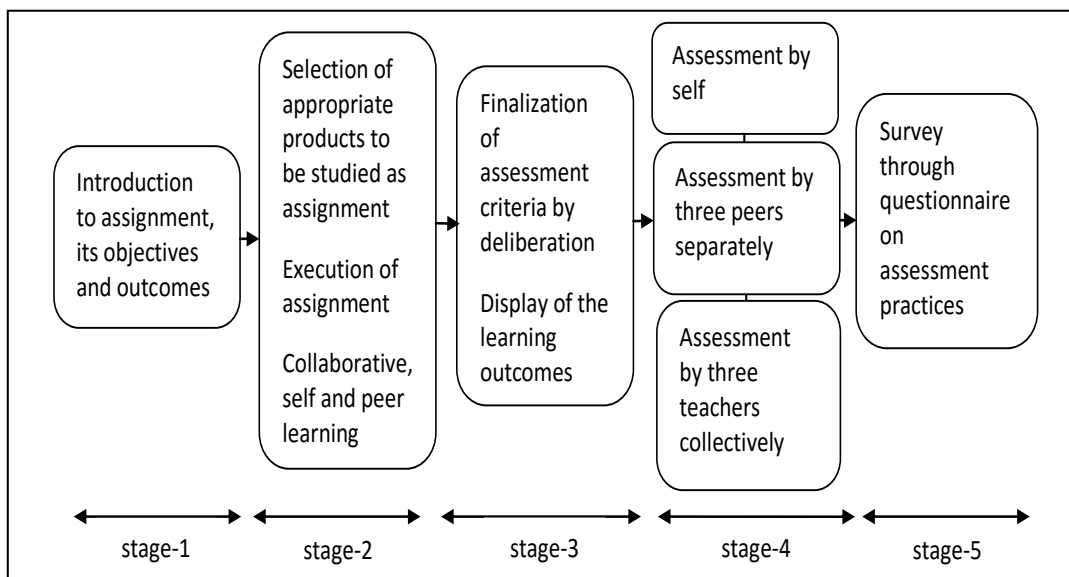 Introduction
to assignment,
its objectives
and outcomes
Selection of
appropriate
products to
be studied as
assignment
Execution of
assignment
Collaborative,
self and peer
learning
Finalization
of
assessment
criteria by
deliberation
Display of the
learning
outcomes
Assessment by
self
Assessment by
three peers
separately
Assessment
by three
teachers
collectively
Survey
through
questionnaire
on
assessment
practices
stage-1
stage-2
stage-3
stage-4
stage-5